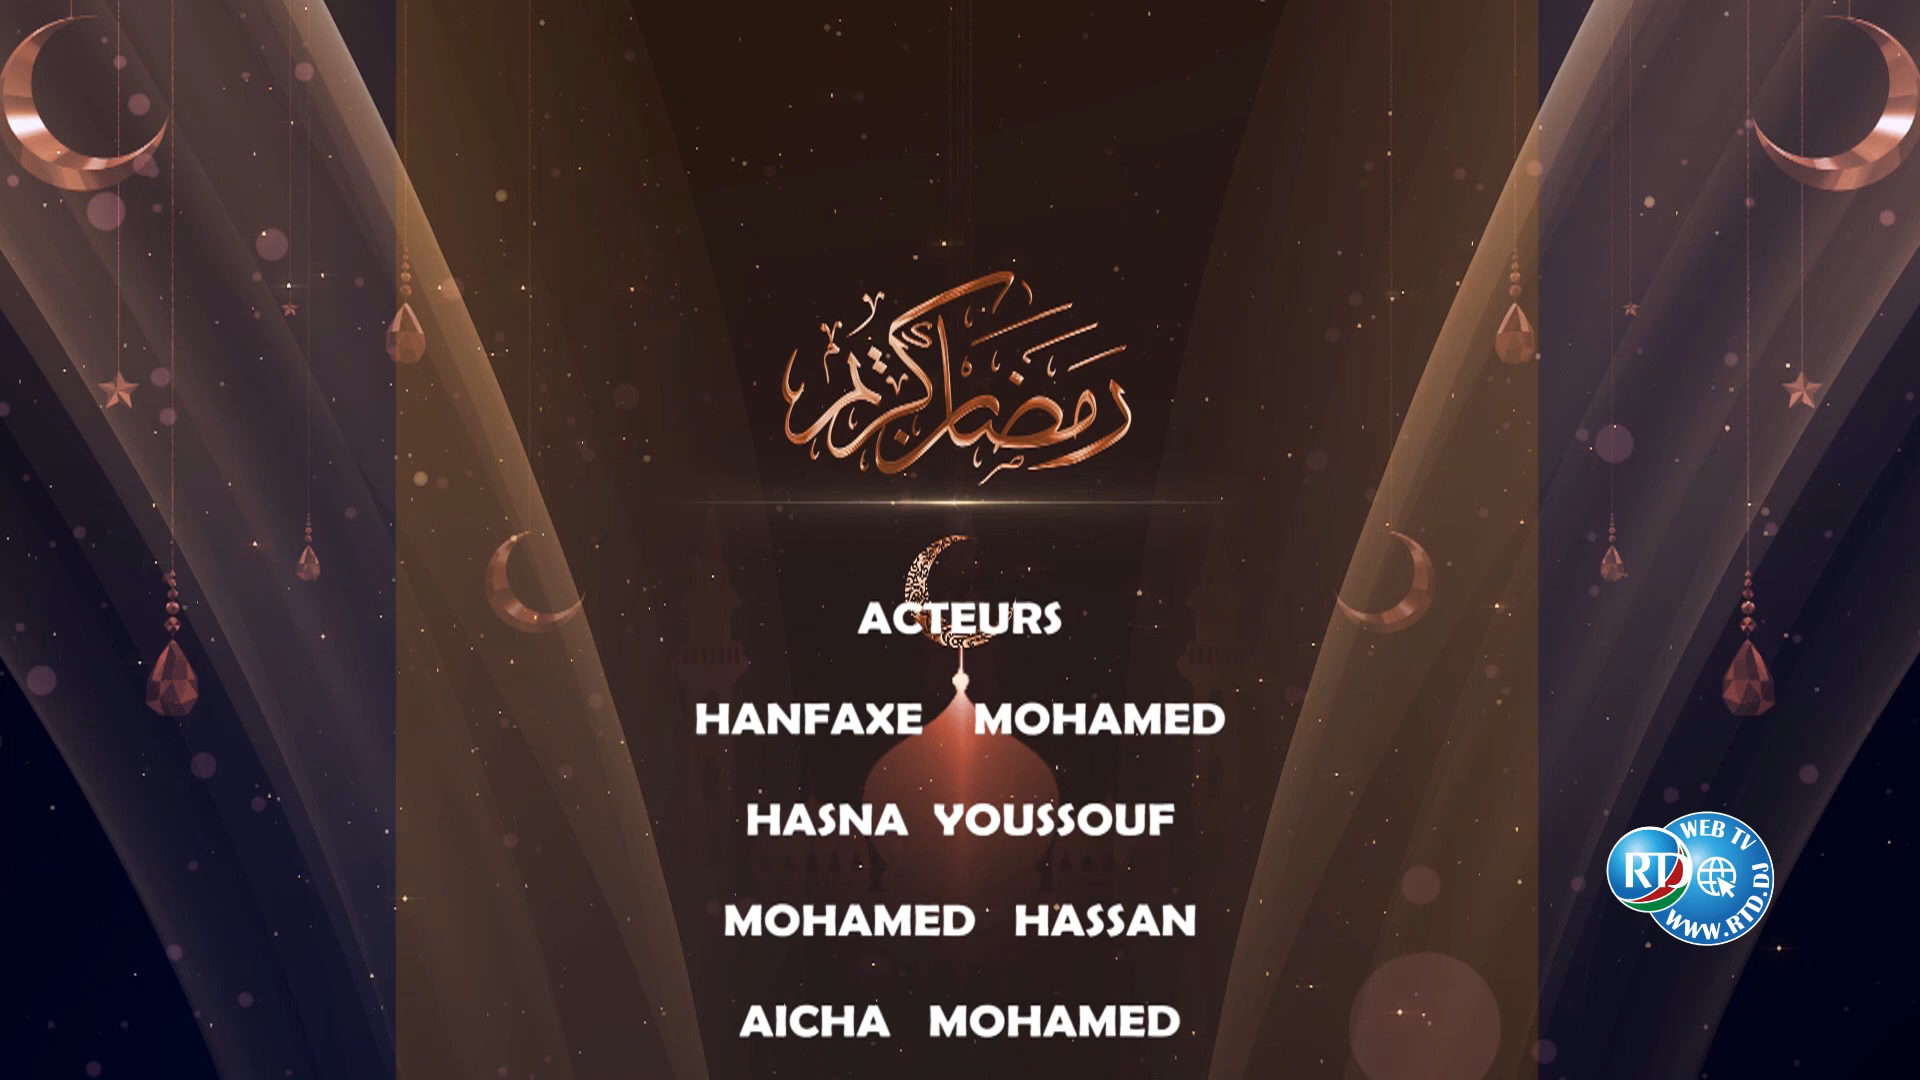 رمضان كريم
ACTEURS
HANFAXE MOHAMED
HASNA YOUSSOUF
MOHAMED HASSAN
AICHA MOHAMED
WEB TV
RTD
WWW.RTD.DJ